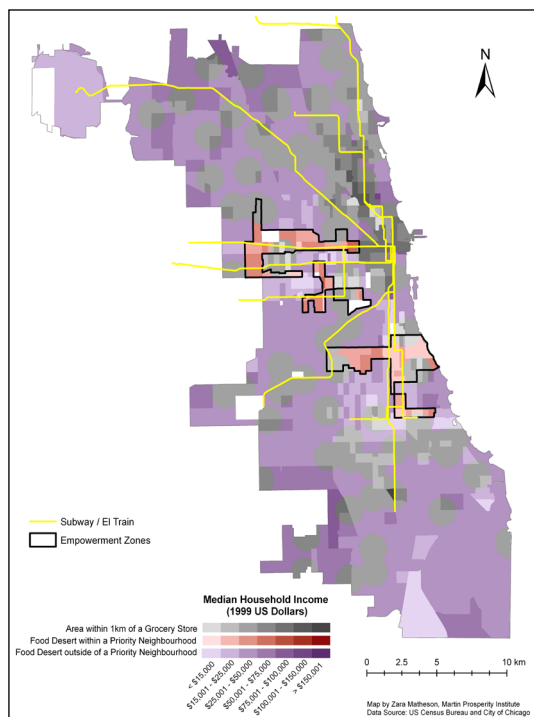 N
Subway / El Train
Empowerment Zones
Median Household Income
(1999 US Dollars)
Area within 1km of a Grocery Store
Food Desert within a Priority Neighbourhood
Food Desert outside of a Priority Neighbourhood
< $15,000
$15,001 - $25,000
$25,001 - $50,000
$50,001 - $75,000
$75,001 - $100,000
$100,001 - $150,000
> $150,001
0 2.5 5 10 km
Map by Zara Matheson, Martin Prosperity Institute
Data Source: US Census Bureau and City of Chicago